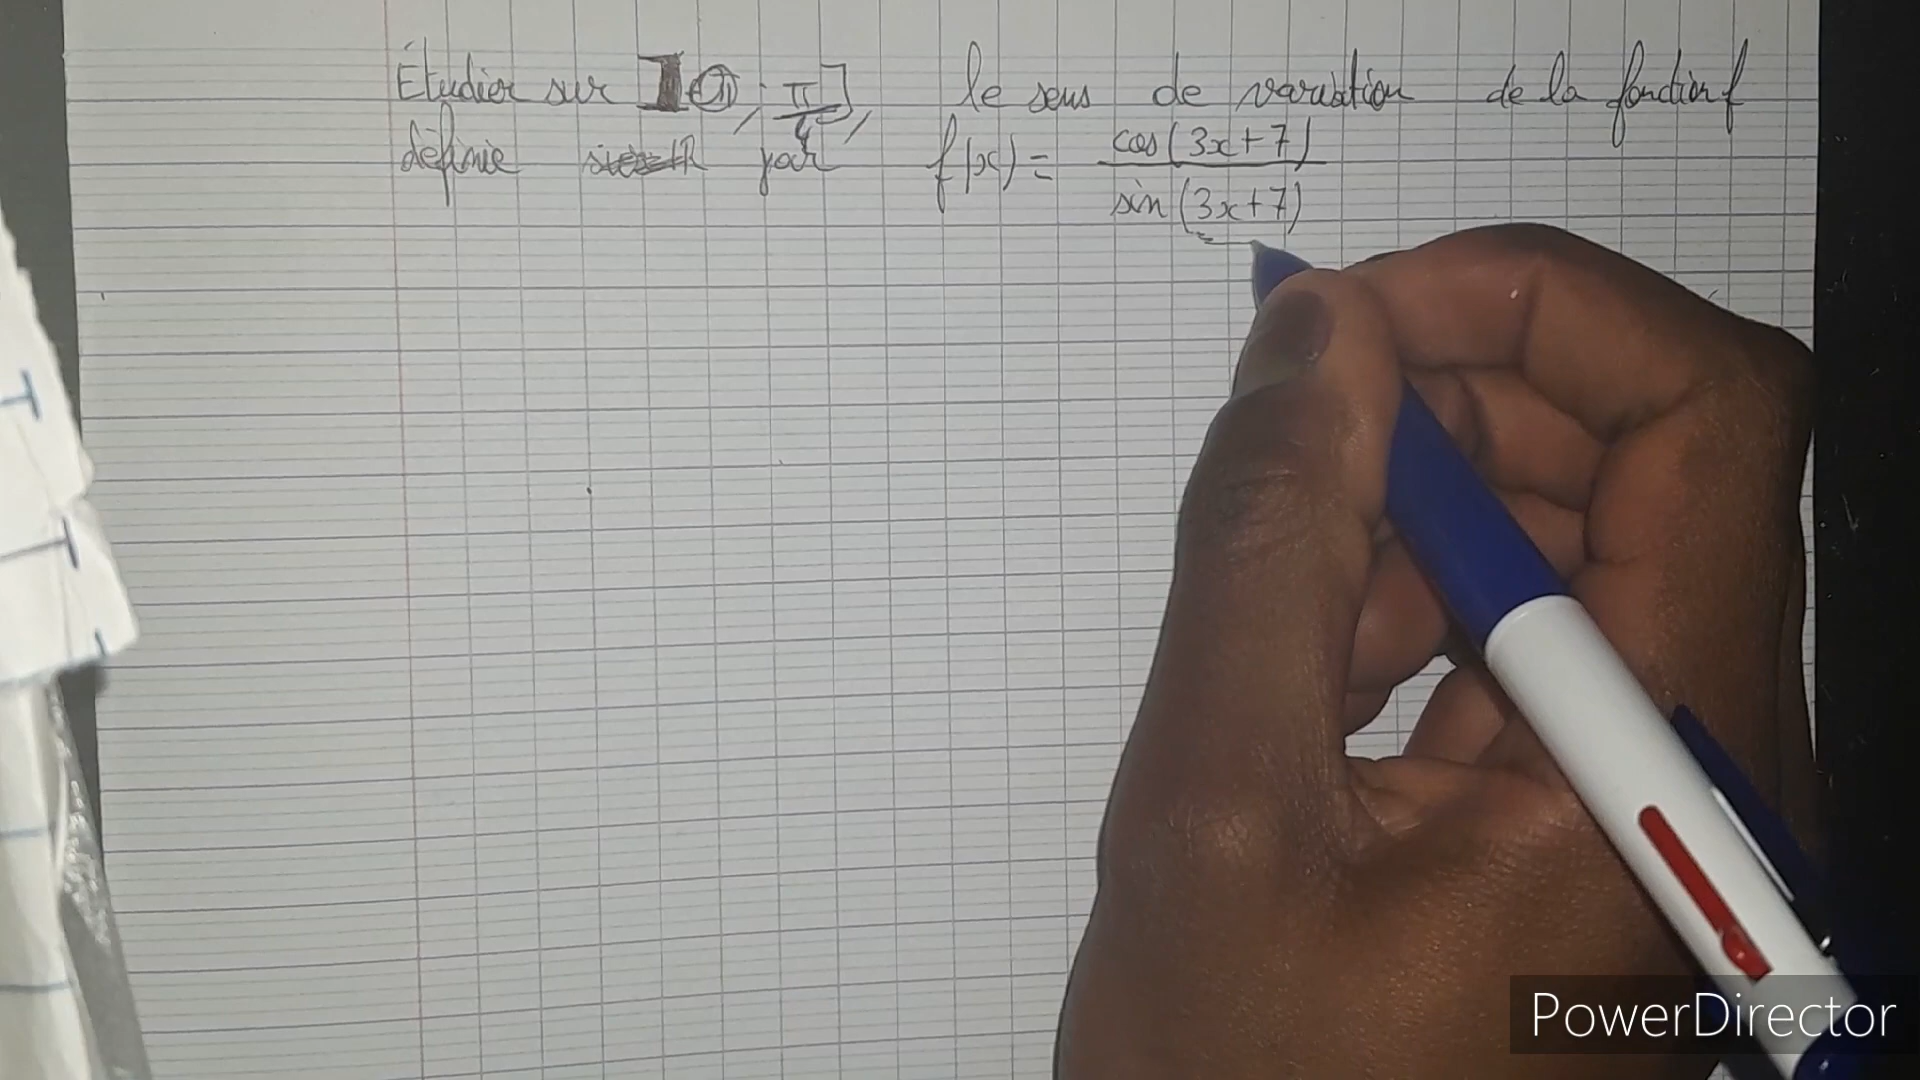 Étudier sur ]0; π/4], le sens de variation de la fonction f
définie par f(x) = cos(3x+7)/sin(3x+7)
PowerDirector